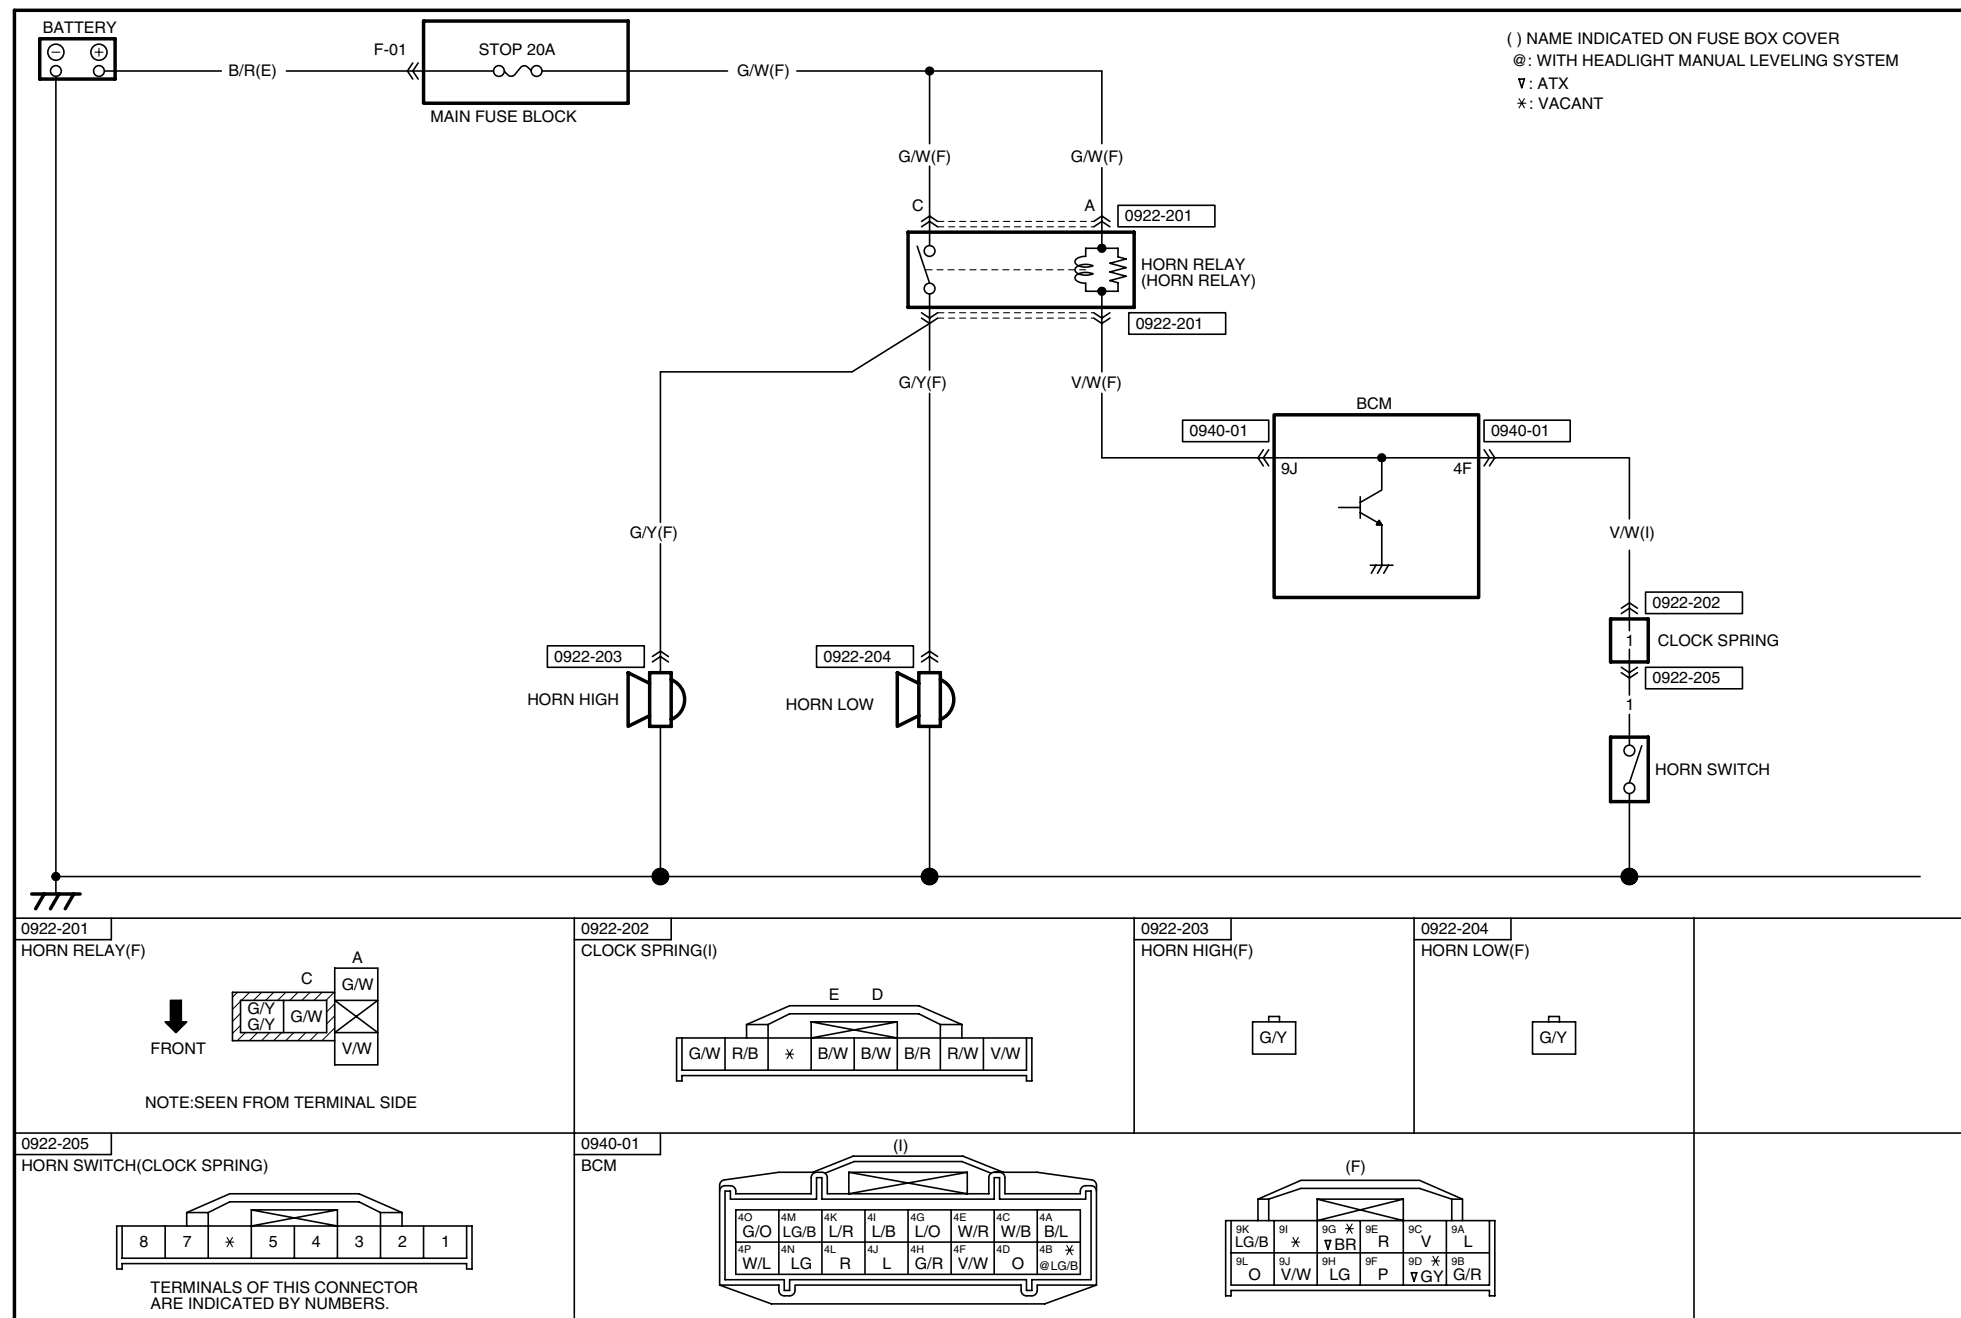 BATTERY
B/R(E)
F-01
STOP 20A
MAIN FUSE BLOCK
G/W(F)
( ) NAME INDICATED ON FUSE BOX COVER
@: WITH HEADLIGHT MANUAL LEVELING SYSTEM
∇: ATX
*: VACANT
G/W(F)
G/W(F)
C
A
0922-201
HORN RELAY
(HORN RELAY)
0922-201
G/Y(F)
V/W(F)
BCM
0940-01
0940-01
9J
4F
G/Y(F)
V/W(I)
0922-202
1
CLOCK SPRING
0922-205
1
0922-203
HORN HIGH
0922-204
HORN LOW
HORN SWITCH
0922-201
HORN RELAY(F)
A
C
G/W
G/Y
G/Y
G/W
V/W
FRONT
NOTE:SEEN FROM TERMINAL SIDE
0922-202
CLOCK SPRING(I)
E D
G/W R/B * B/W B/W B/R R/W V/W
0922-203
HORN HIGH(F)
G/Y
0922-204
HORN LOW(F)
G/Y
0922-205
HORN SWITCH(CLOCK SPRING)
8 7 * 5 4 3 2 1
TERMINALS OF THIS CONNECTOR
ARE INDICATED BY NUMBERS.
0940-01
BCM
(I)
4O G/O 4M LG/B 4K L/R 4I L/B 4G L/O 4E W/R 4C W/B 4A B/L
4P W/L 4N LG 4L R 4J L 4H G/R 4F V/W 4D O 4B * @LG/B
(F)
9K LG/B 9I * 9G * ∇BR 9E R 9C V 9A L
9L O 9J V/W 9H LG 9F P 9D * ∇GY 9B G/R